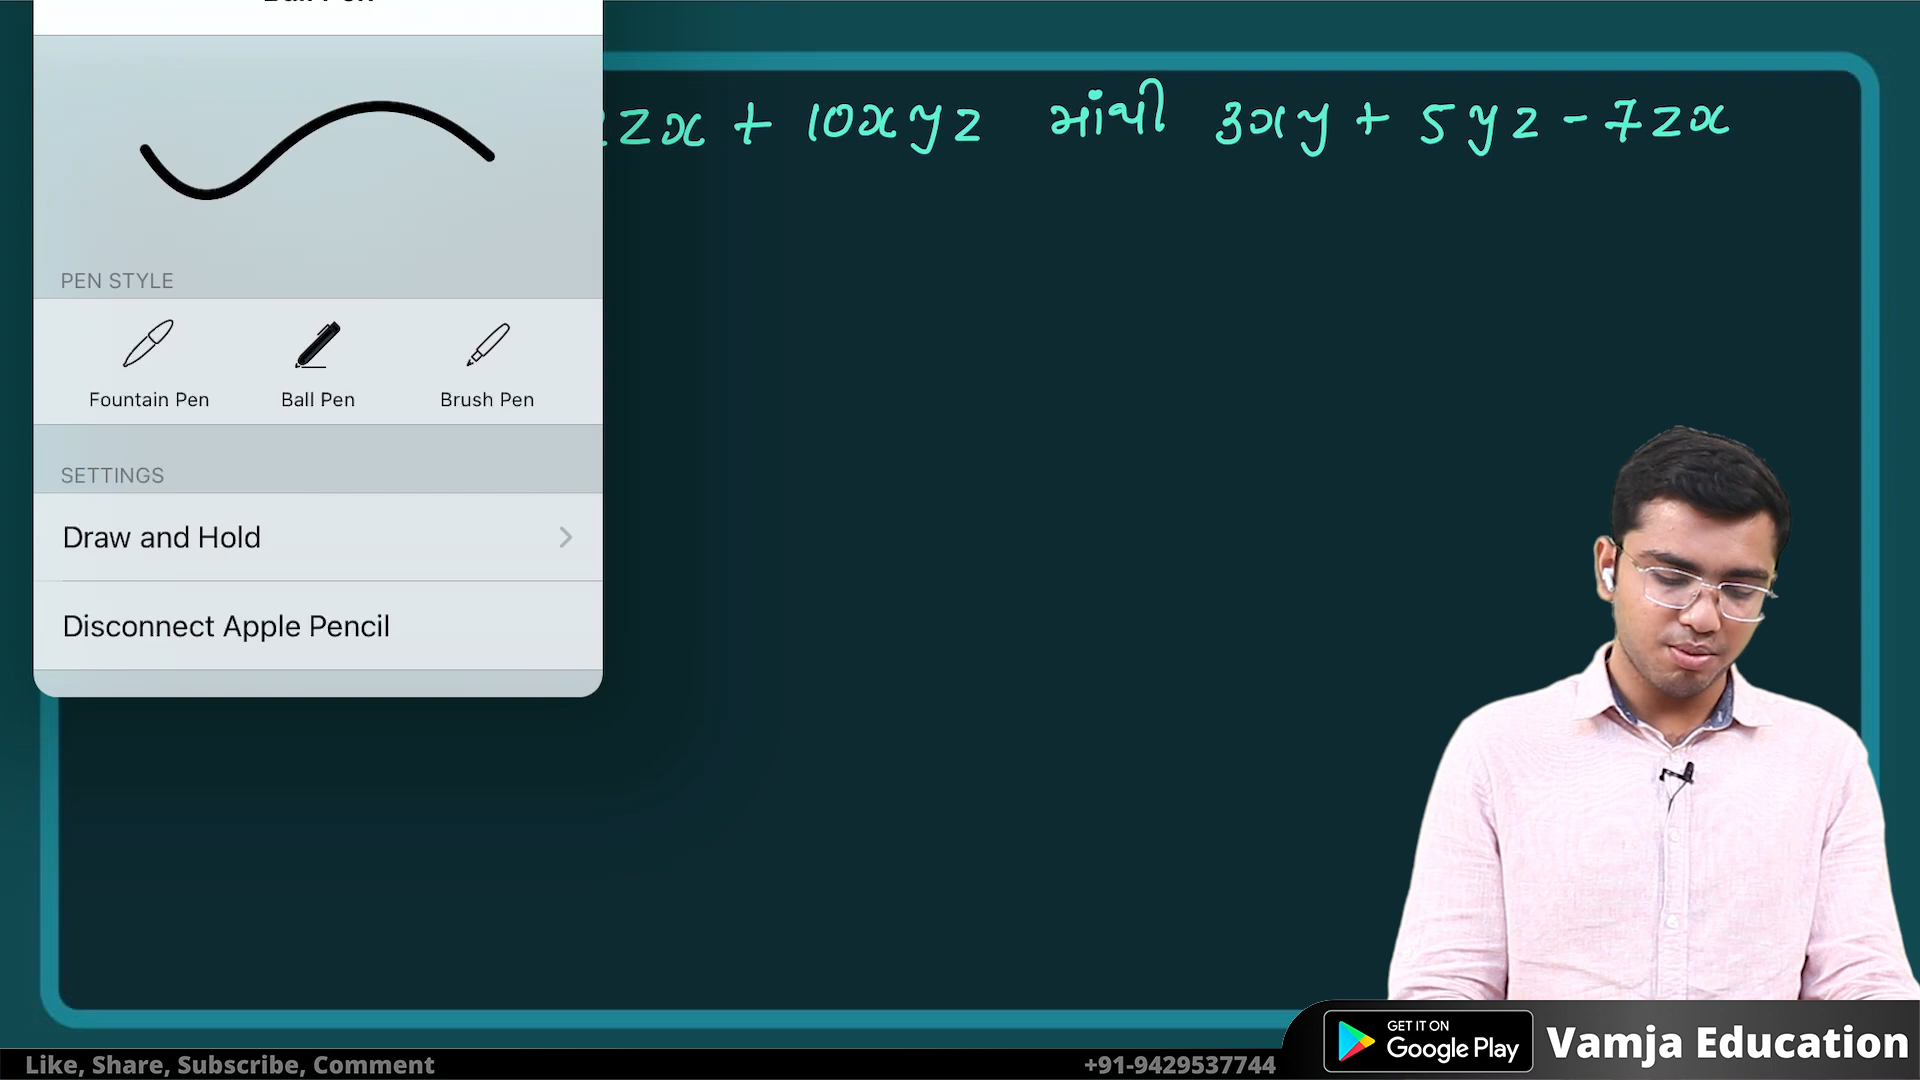 zx + 10xyz માંથી 3xy + 5yz - 7zx
PEN STYLE
Fountain Pen Ball Pen Brush Pen
SETTINGS
Draw and Hold
Disconnect Apple Pencil
GET IT ON
Google Play
Vamja Education
Like, Share, Subscribe, Comment
+91-9429537744